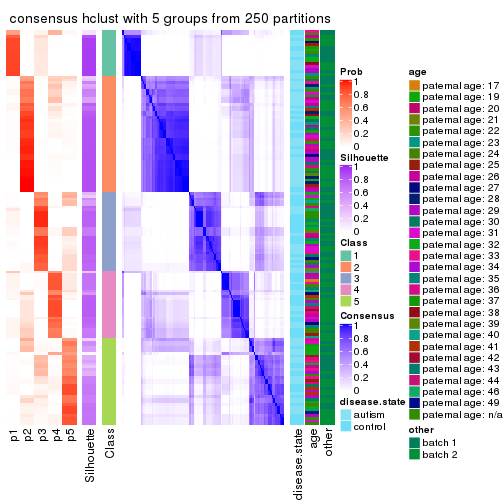 consensus hclust with 5 groups from 250 partitions
p1
p2
p3
p4
p5
Silhouette
Class
disease.state
age
other
Prob
1
0.8
0.6
0.4
0.2
0
Silhouette
1
0.8
0.6
0.4
0.2
0
Class
1
2
3
4
5
Consensus
1
0.8
0.6
0.4
0.2
0
disease.state
autism
control
age
paternal age: 17
paternal age: 19
paternal age: 20
paternal age: 21
paternal age: 22
paternal age: 23
paternal age: 24
paternal age: 25
paternal age: 26
paternal age: 27
paternal age: 28
paternal age: 29
paternal age: 30
paternal age: 31
paternal age: 32
paternal age: 33
paternal age: 34
paternal age: 35
paternal age: 36
paternal age: 37
paternal age: 38
paternal age: 39
paternal age: 40
paternal age: 41
paternal age: 42
paternal age: 43
paternal age: 44
paternal age: 46
paternal age: 49
paternal age: n/a
other
batch 1
batch 2